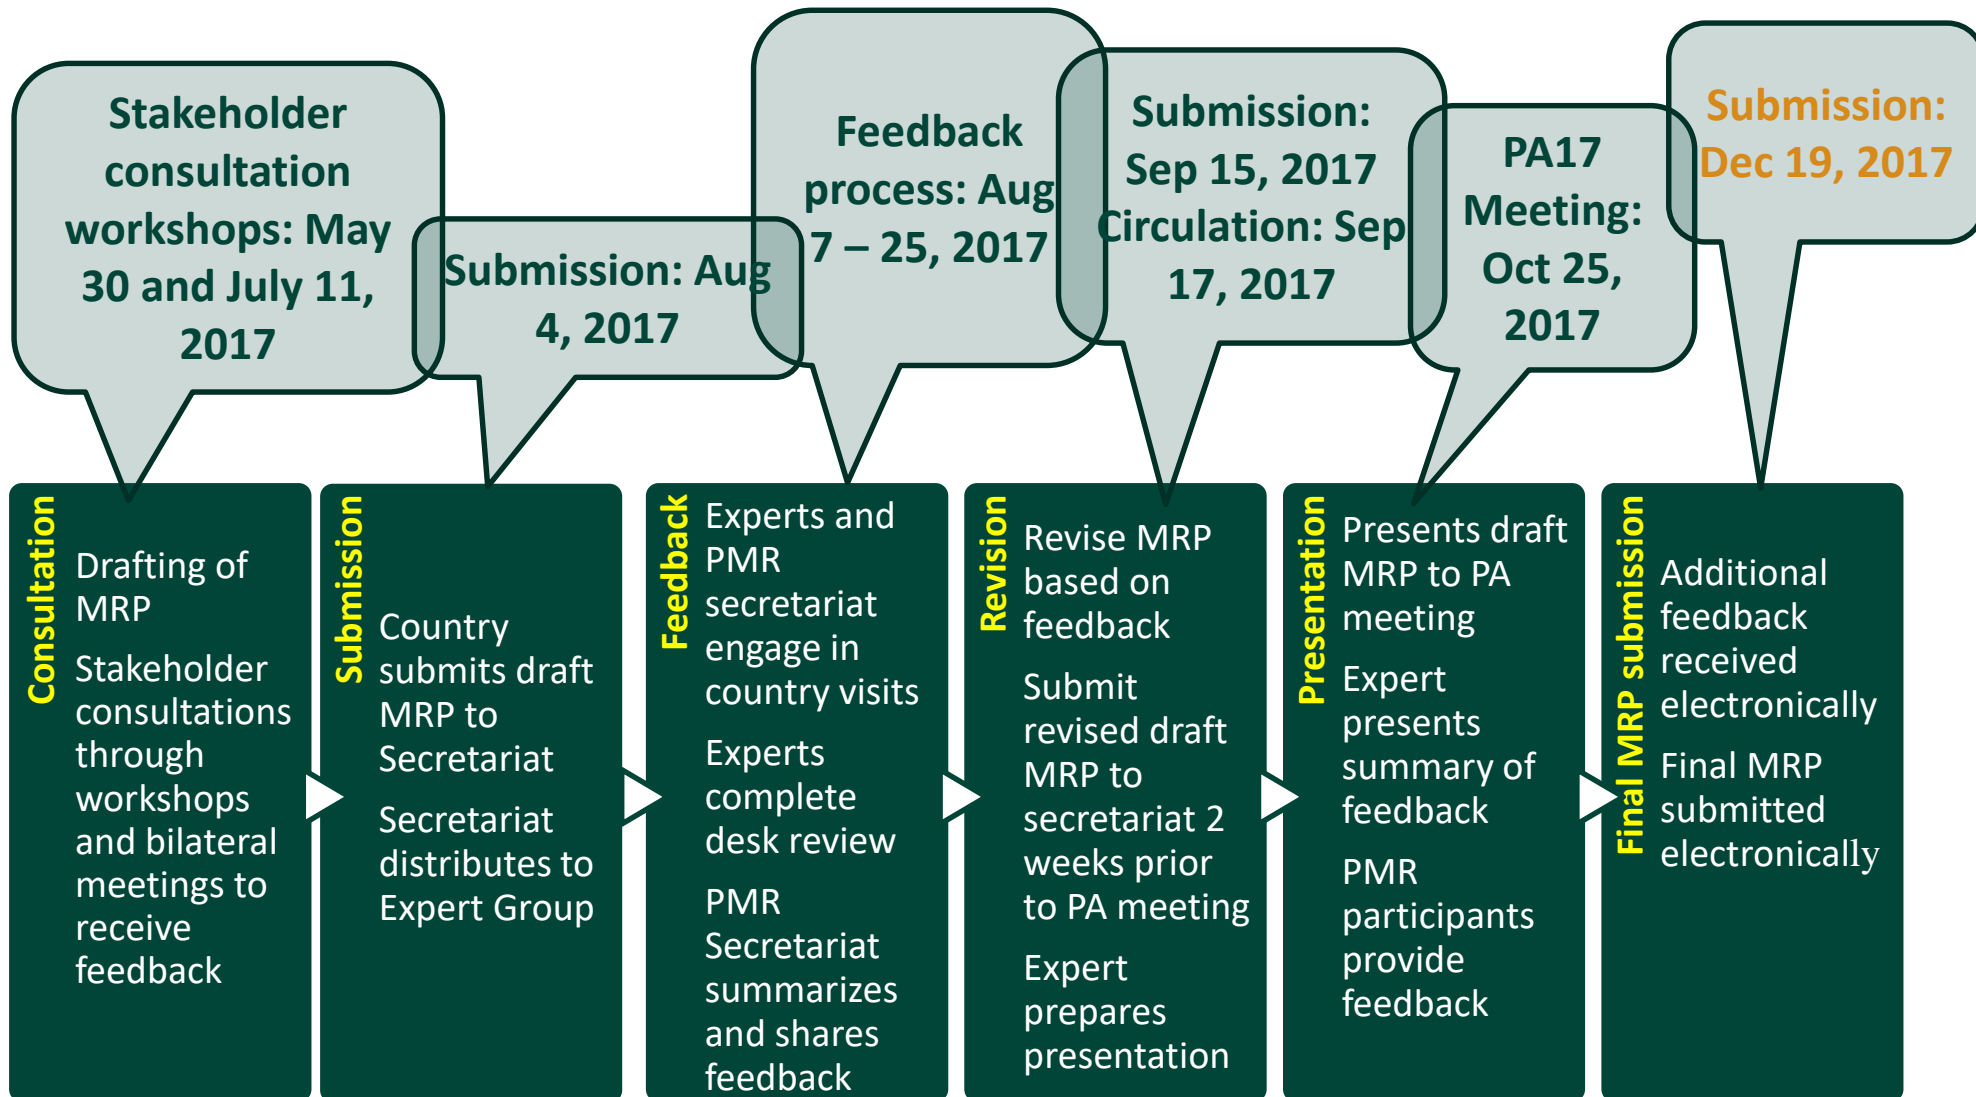 Stakeholder
consultation
workshops: May
30 and July 11,
2017
Submission: Aug
4, 2017
Feedback
process: Aug
7 – 25, 2017
Submission:
Sep 15, 2017
Circulation: Sep
17, 2017
PA17
Meeting:
Oct 25,
2017
Submission:
Dec 19, 2017
Consultation
Drafting of
MRP
Stakeholder
consultations
through
workshops
and bilateral
meetings to
receive
feedback
Submission
Country
submits draft
MRP to
Secretariat
Secretariat
distributes to
Expert Group
Feedback
Experts and
PMR
secretariat
engage in
country visits
Experts
complete
desk review
PMR
Secretariat
summarizes
and shares
feedback
Revision
Revise MRP
based on
feedback
Submit
revised draft
MRP to
secretariat 2
weeks prior
to PA meeting
Expert
prepares
presentation
Presentation
Presents draft
MRP to PA
meeting
Expert
presents
summary of
feedback
PMR
participants
provide
feedback
Final MRP submission
Additional
feedback
received
electronically
Final MRP
submitted
electronically